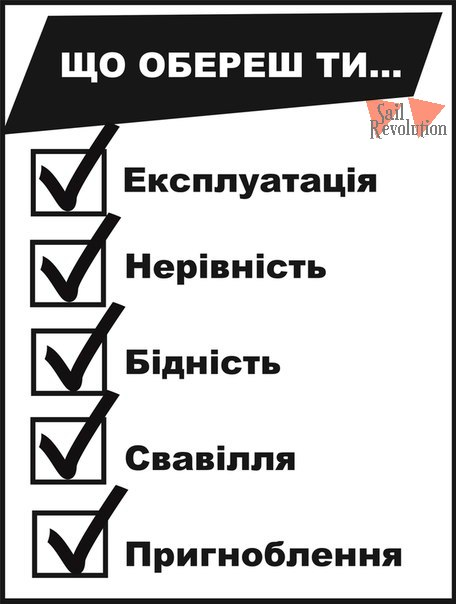 ЩО ОБЕРЕШ ТИ...
Sail
Revolution
Експлуатація
Нерівність
Бідність
Свавілля
Пригноблення